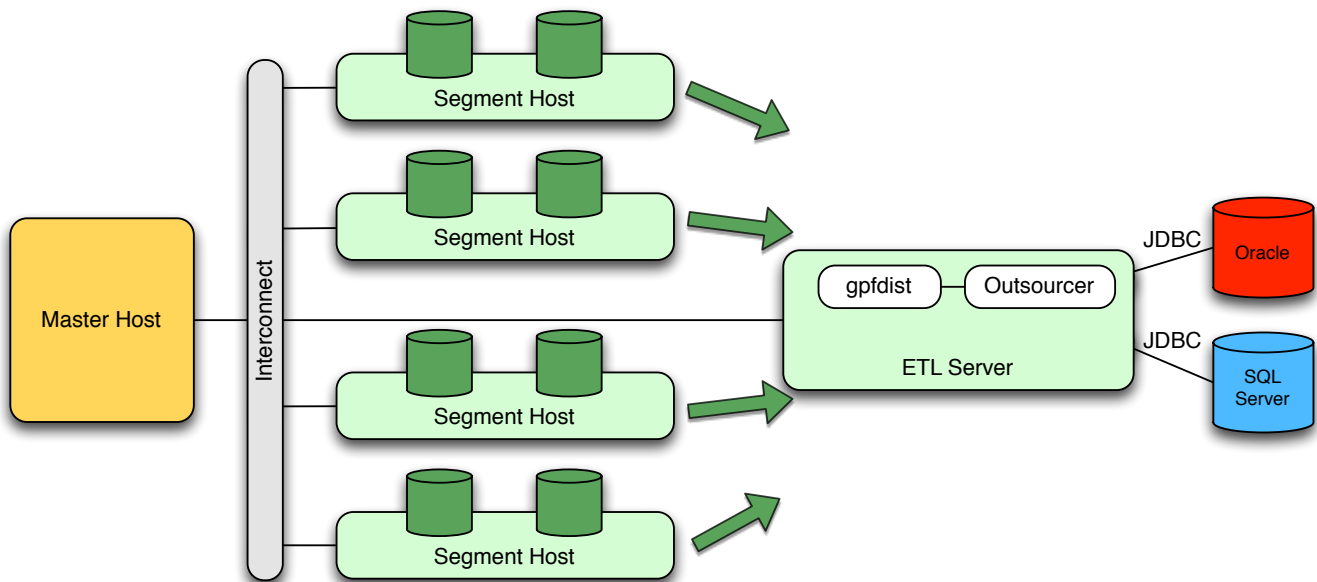 Segment Host
Segment Host
Master Host
Interconnect
gpfdist
Outsourcer
ETL Server
JDBC
Oracle
JDBC
SQL
Server
Segment Host
Segment Host